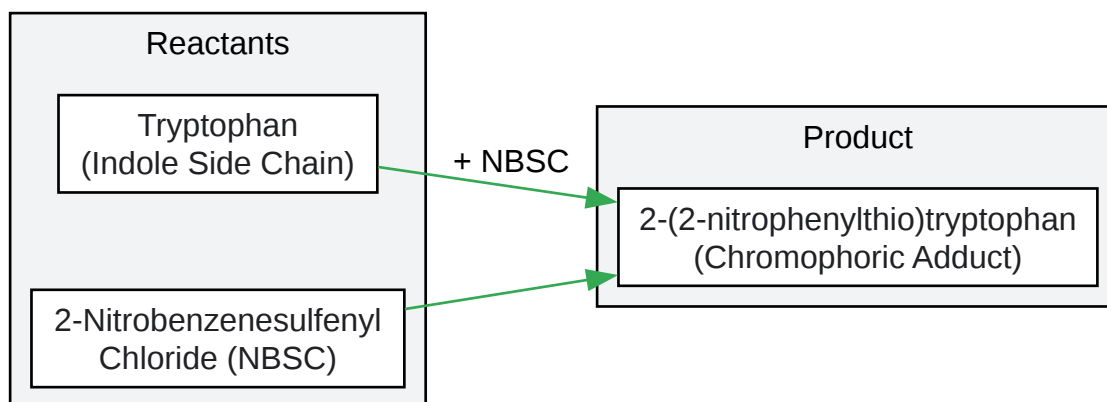 Reactants
Tryptophan
(Indole Side Chain)
+ NBSC
2-Nitrobenzenesulfenyl
Chloride (NBSC)
Product
2-(2-nitrophenylthio)tryptophan
(Chromophoric Adduct)